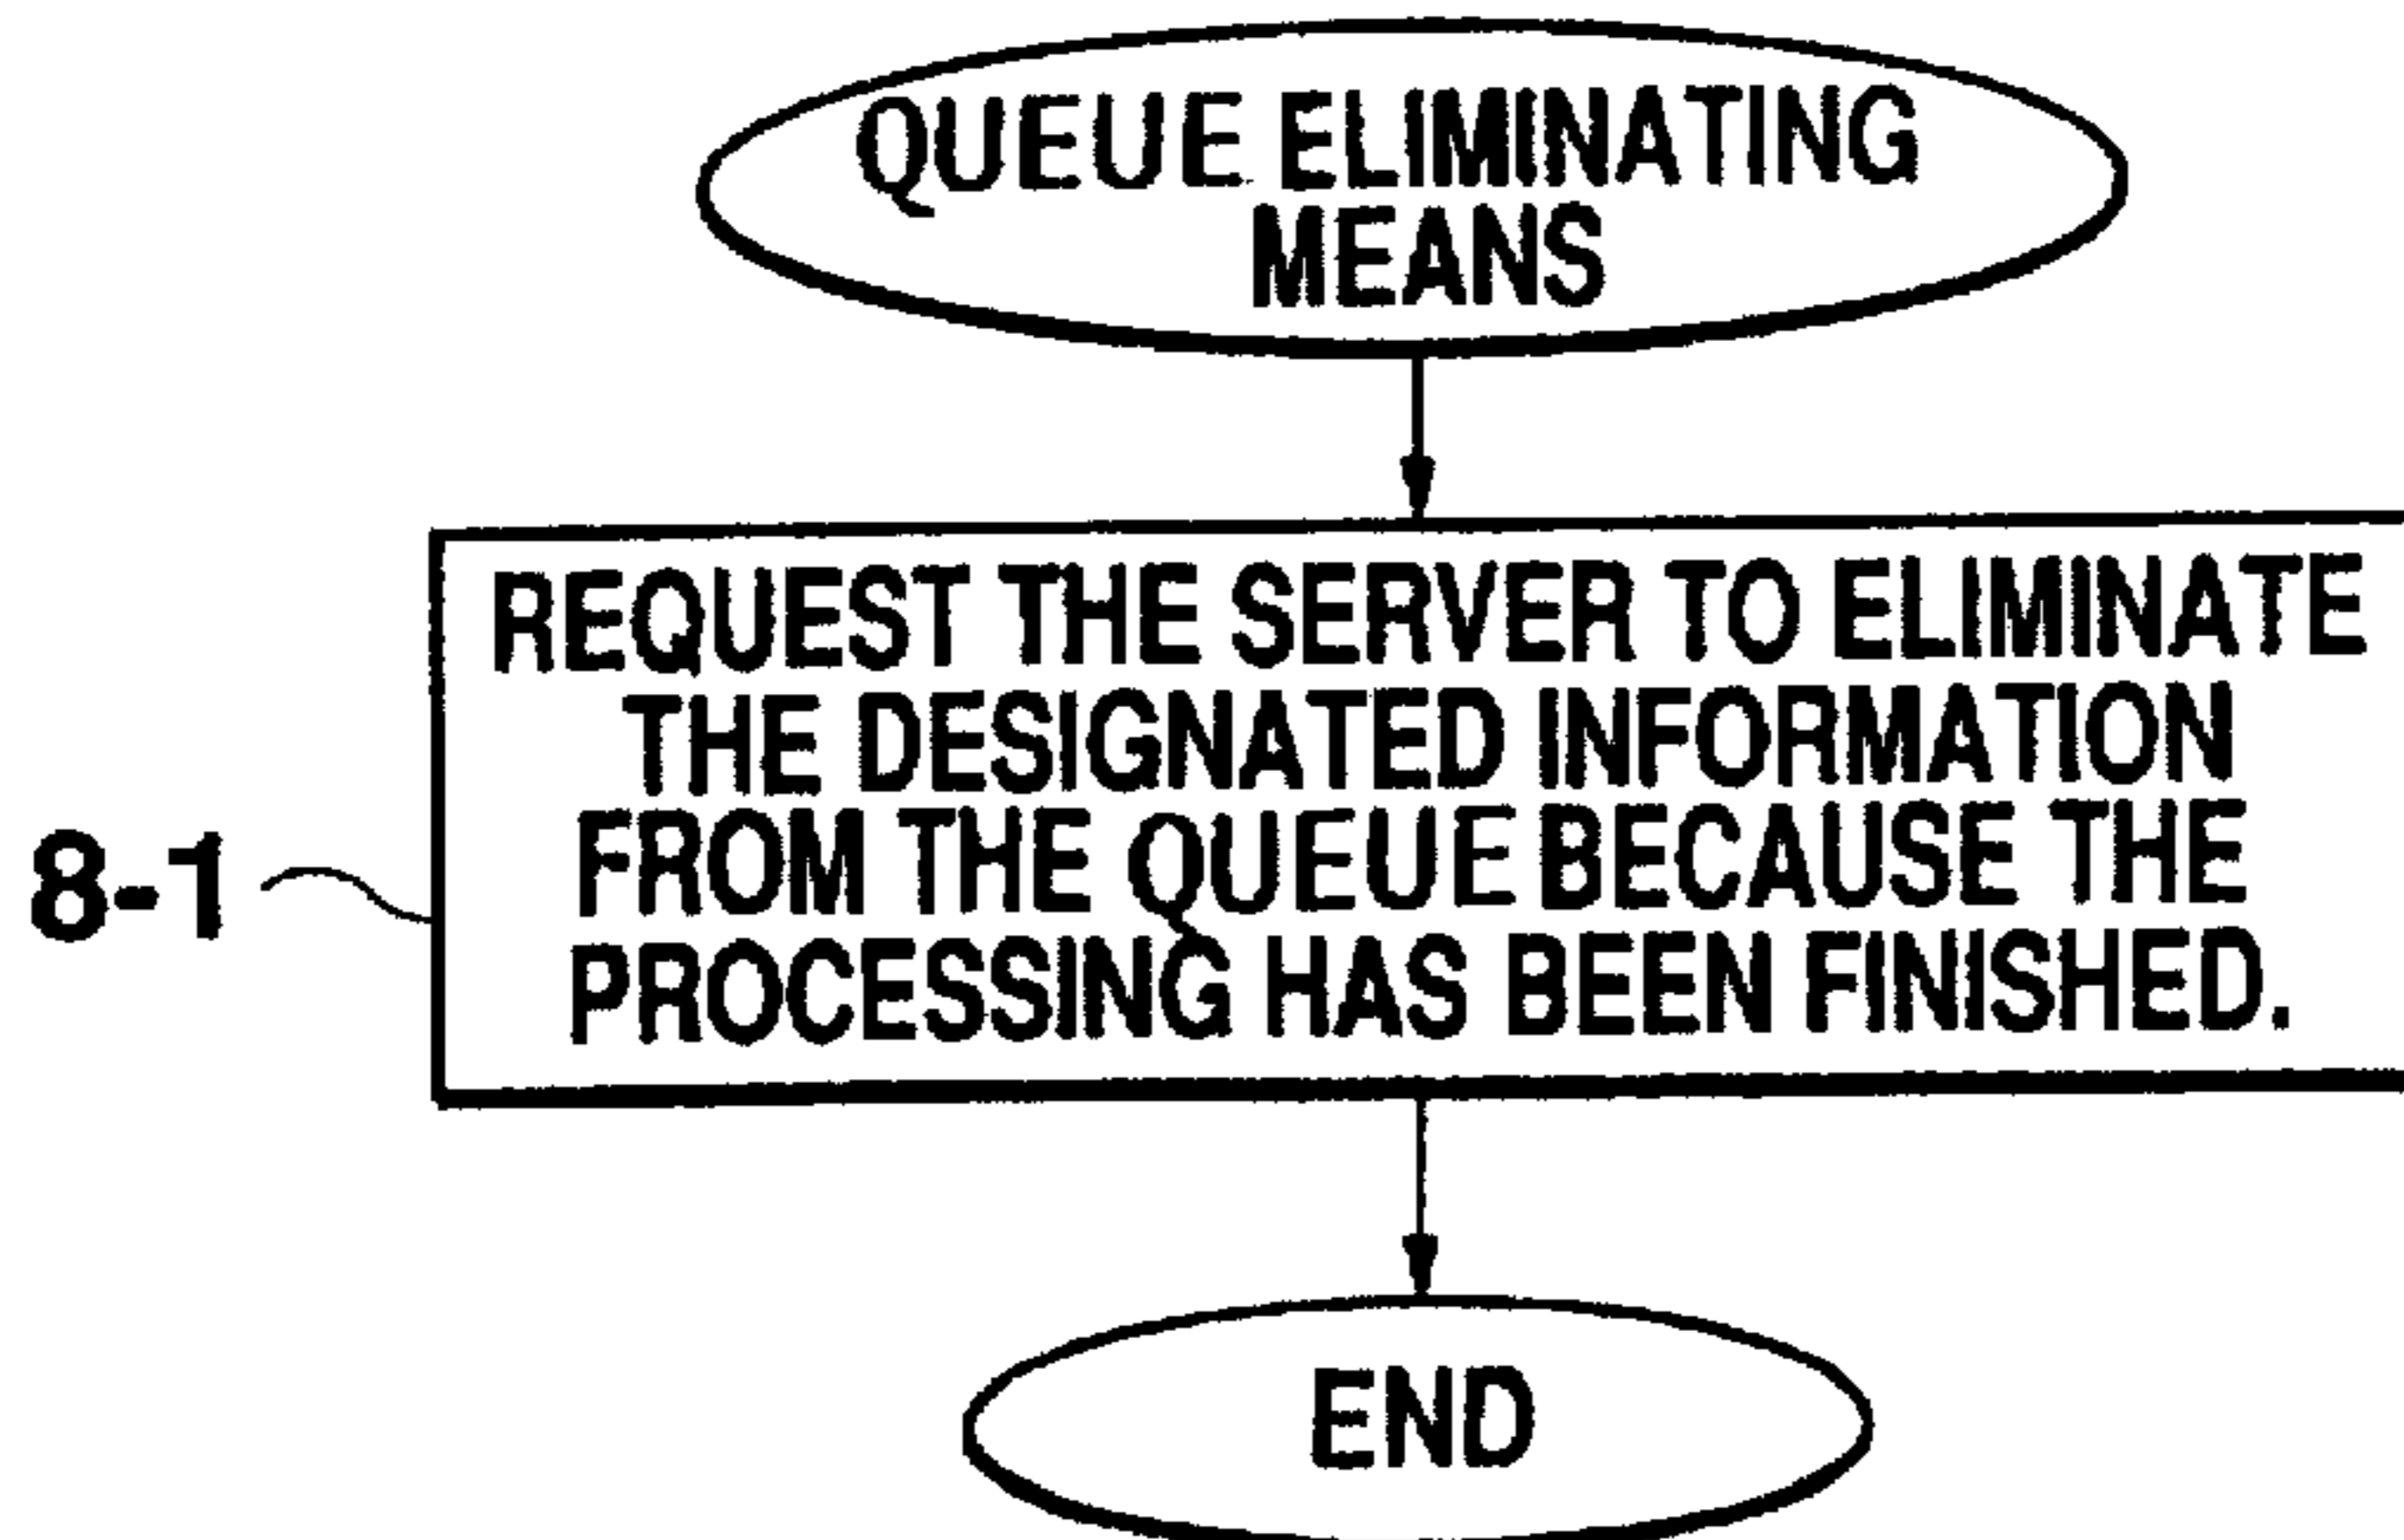 QUEUE ELIMINATING
MEANS
REQUEST THE SERVER TO ELIMINATE
THE DESIGNATED INFORMATION
FROM THE QUEUE BECAUSE THE
PROCESSING HAS BEEN FINISHED.
8-1
END